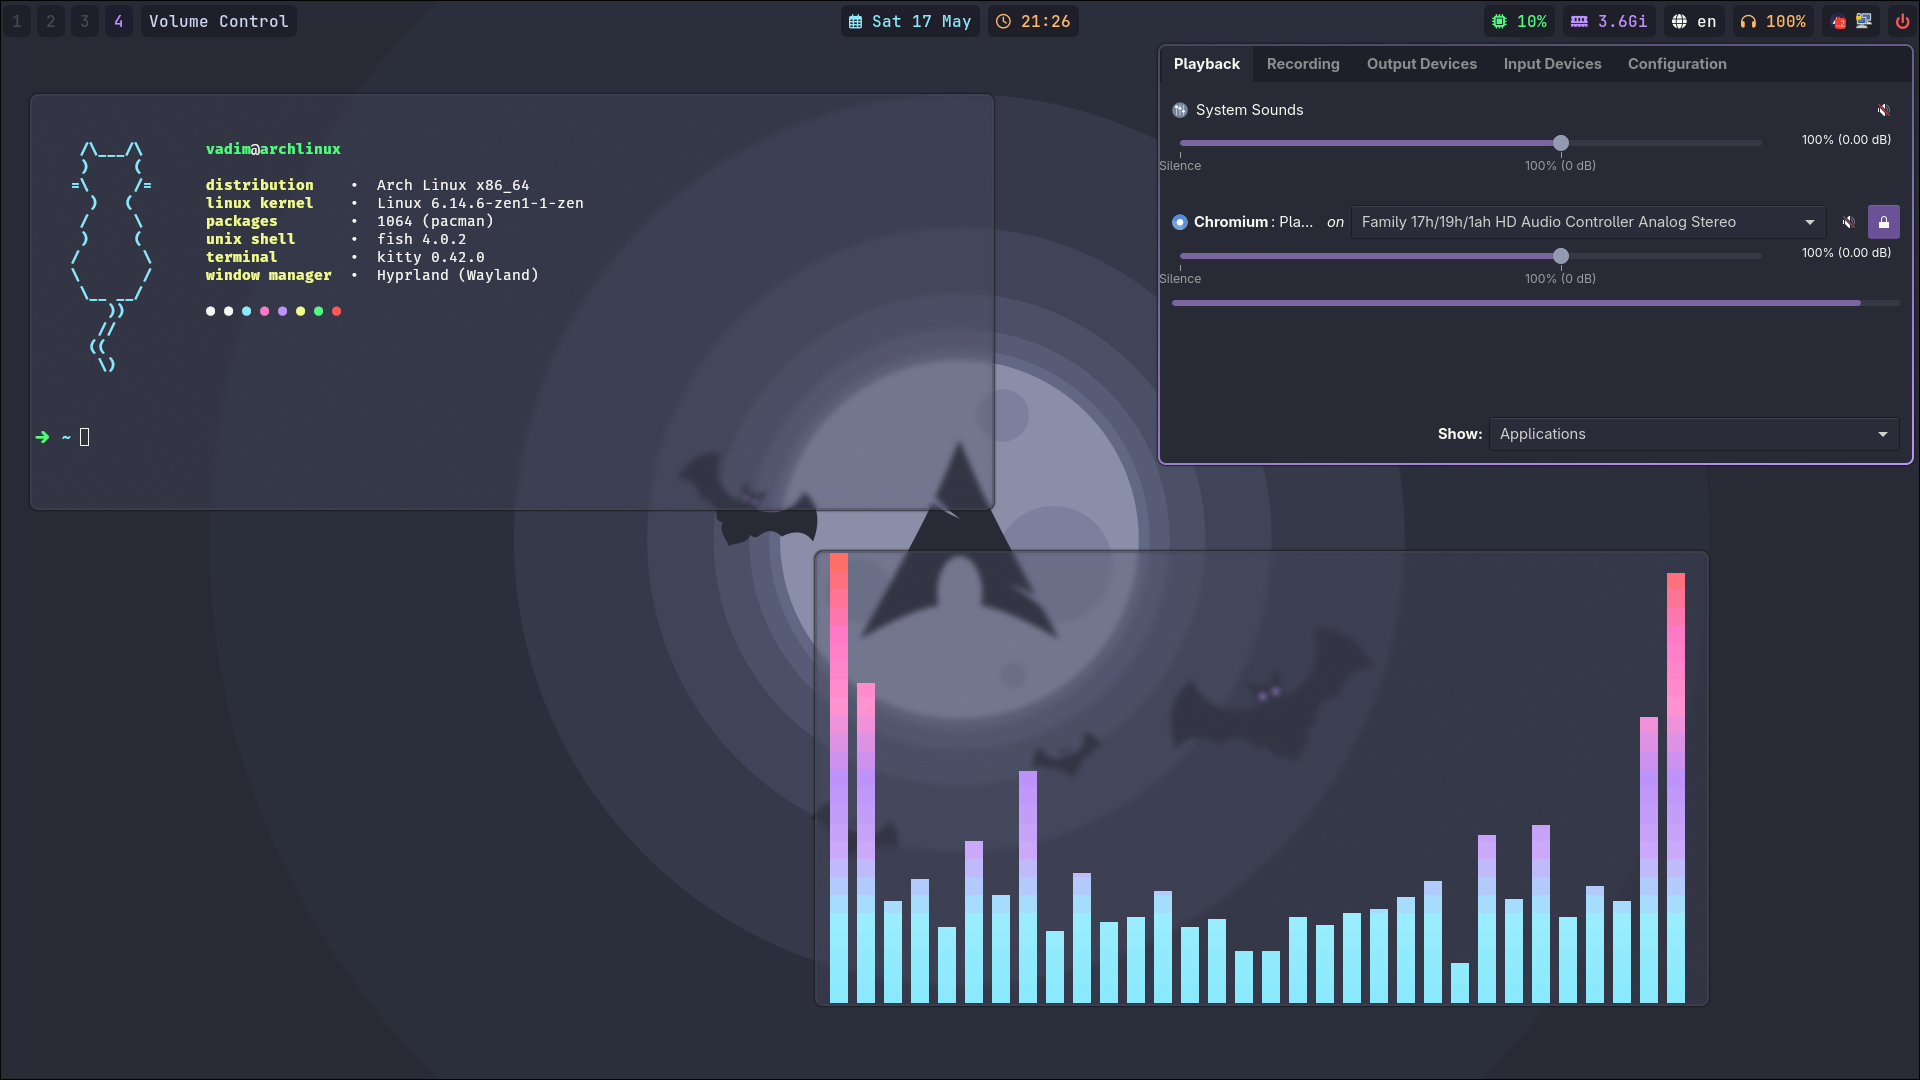 1 2 3 4 Volume Control
Sat 17 May 21:26
10% 3.6Gi en 100%
Playback Recording Output Devices Input Devices Configuration
System Sounds
100% (0.00 dB)
Silence 100% (0 dB)
Chromium : Pla... on Family 17h/19h/1ah HD Audio Controller Analog Stereo
100% (0.00 dB)
Silence 100% (0 dB)
Show: Applications
vadim@archlinux
distribution • Arch Linux x86_64
linux kernel • Linux 6.14.6-zen1-1-zen
packages • 1064 (pacman)
unix shell • fish 4.0.2
terminal • kitty 0.42.0
window manager • Hyprland (Wayland)
➜ ~